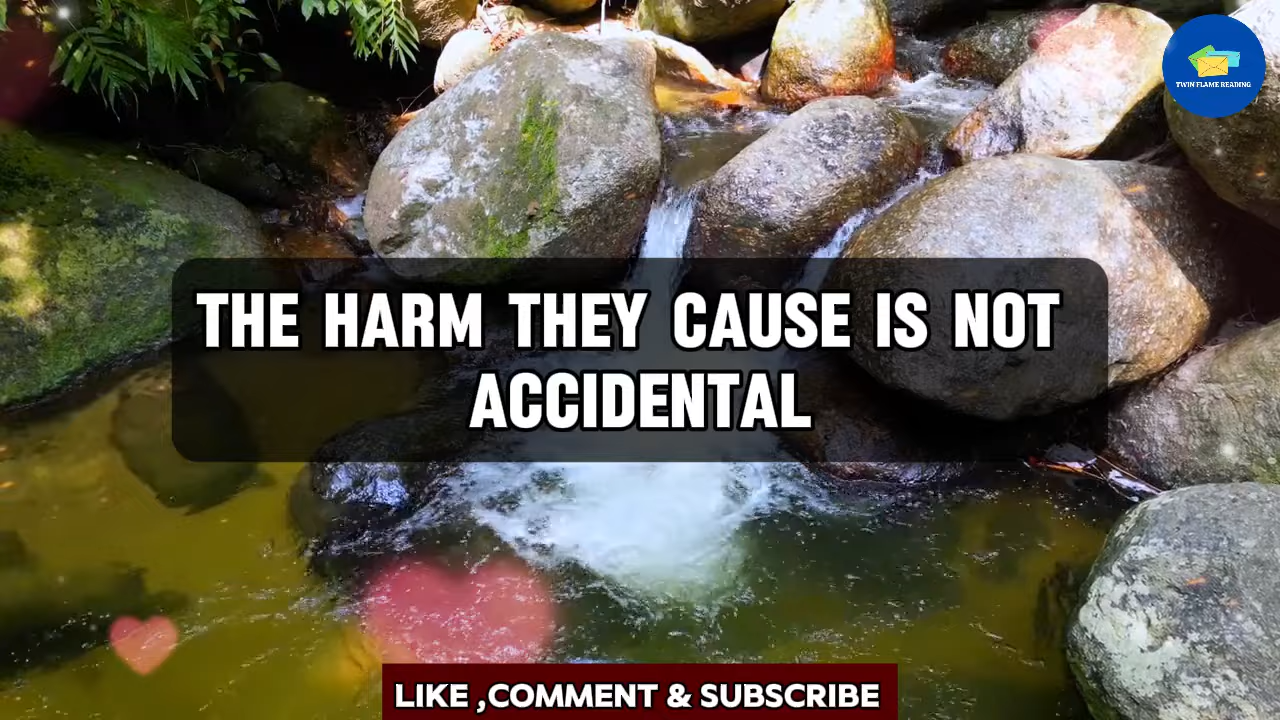 TWIN FLAME READING
THE HARM THEY CAUSE IS NOT
ACCIDENTAL
LIKE ,COMMENT & SUBSCRIBE